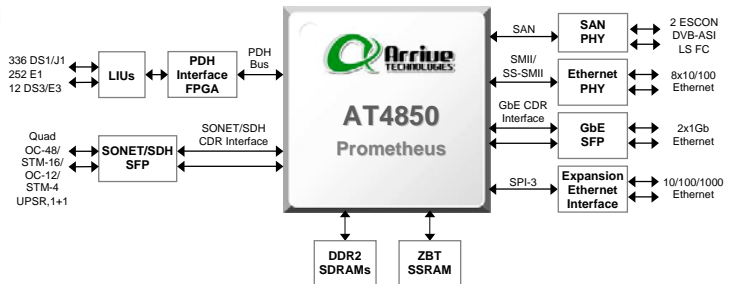 336 DS1/J1
252 E1
12 DS3/E3
LIUs
PDH
Interface
FPGA
PDH
Bus
Quad
OC-48/
STM-16/
OC-12/
STM-4
UPSR,1+1
SONET/SDH
SFP
SONET/SDH
CDR Interface
Arrive
TECHNOLOGIES
AT4850
Prometheus
SAN
SAN
PHY
2 ESCON
DVB-ASI
LS FC
SMII/
SS-SMII
Ethernet
PHY
8x10/100
Ethernet
GbE CDR
Interface
GbE
SFP
2x1Gb
Ethernet
SPI-3
Expansion
Ethernet
Interface
10/100/1000
Ethernet
DDR2
SDRAMs
ZBT
SSRAM